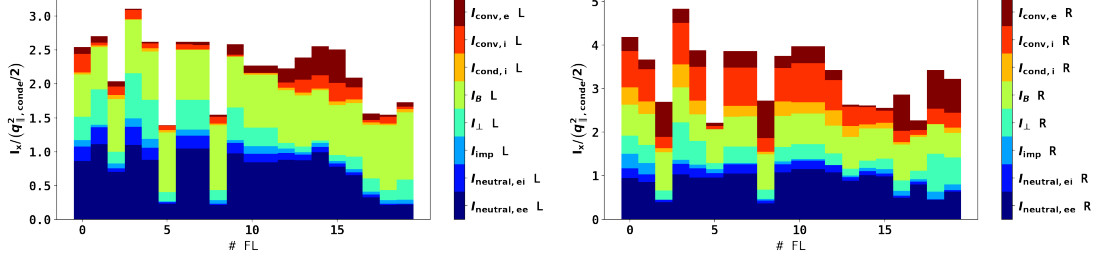 I_x/(q²_∥,conde/2)
3.0
2.5
2.0
1.5
1.0
0.5
0.0
0 5 10 15
# FL
I_conv, e L
I_conv, i L
I_cond, i L
I_B L
I_⊥ L
I_imp L
I_neutral, ei L
I_neutral, ee L
I_x/(q²_∥,conde/2)
5
4
3
2
1
0
0 5 10 15
# FL
I_conv, e R
I_conv, i R
I_cond, i R
I_B R
I_⊥ R
I_imp R
I_neutral, ei R
I_neutral, ee R